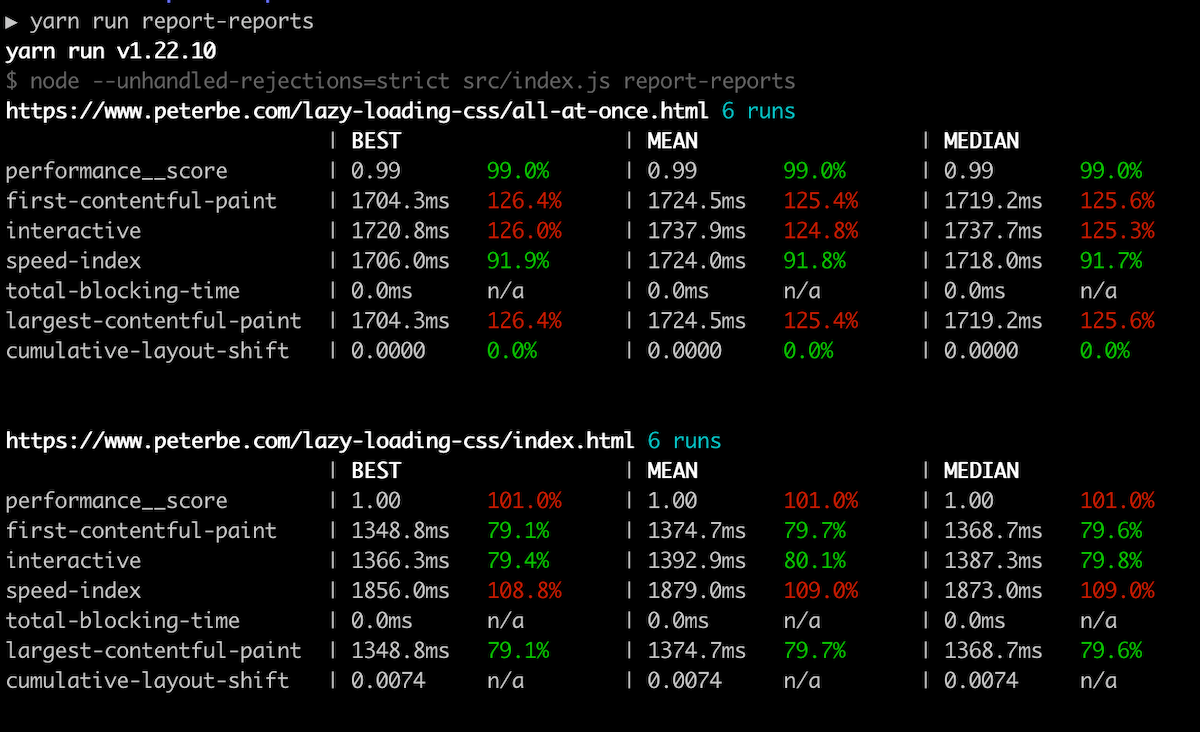 ▶ yarn run report-reports
yarn run v1.22.10
$ node --unhandled-rejections=strict src/index.js report-reports
https://www.peterbe.com/lazy-loading-css/all-at-once.html 6 runs
| BEST | MEAN | MEDIAN
performance__score | 0.99 99.0% | 0.99 99.0% | 0.99 99.0%
first-contentful-paint | 1704.3ms 126.4% | 1724.5ms 125.4% | 1719.2ms 125.6%
interactive | 1720.8ms 126.0% | 1737.9ms 124.8% | 1737.7ms 125.3%
speed-index | 1706.0ms 91.9% | 1724.0ms 91.8% | 1718.0ms 91.7%
total-blocking-time | 0.0ms n/a | 0.0ms n/a | 0.0ms n/a
largest-contentful-paint | 1704.3ms 126.4% | 1724.5ms 125.4% | 1719.2ms 125.6%
cumulative-layout-shift | 0.0000 0.0% | 0.0000 0.0% | 0.0000 0.0%
https://www.peterbe.com/lazy-loading-css/index.html 6 runs
| BEST | MEAN | MEDIAN
performance__score | 1.00 101.0% | 1.00 101.0% | 1.00 101.0%
first-contentful-paint | 1348.8ms 79.1% | 1374.7ms 79.7% | 1368.7ms 79.6%
interactive | 1366.3ms 79.4% | 1392.9ms 80.1% | 1387.3ms 79.8%
speed-index | 1856.0ms 108.8% | 1879.0ms 109.0% | 1873.0ms 109.0%
total-blocking-time | 0.0ms n/a | 0.0ms n/a | 0.0ms n/a
largest-contentful-paint | 1348.8ms 79.1% | 1374.7ms 79.7% | 1368.7ms 79.6%
cumulative-layout-shift | 0.0074 n/a | 0.0074 n/a | 0.0074 n/a